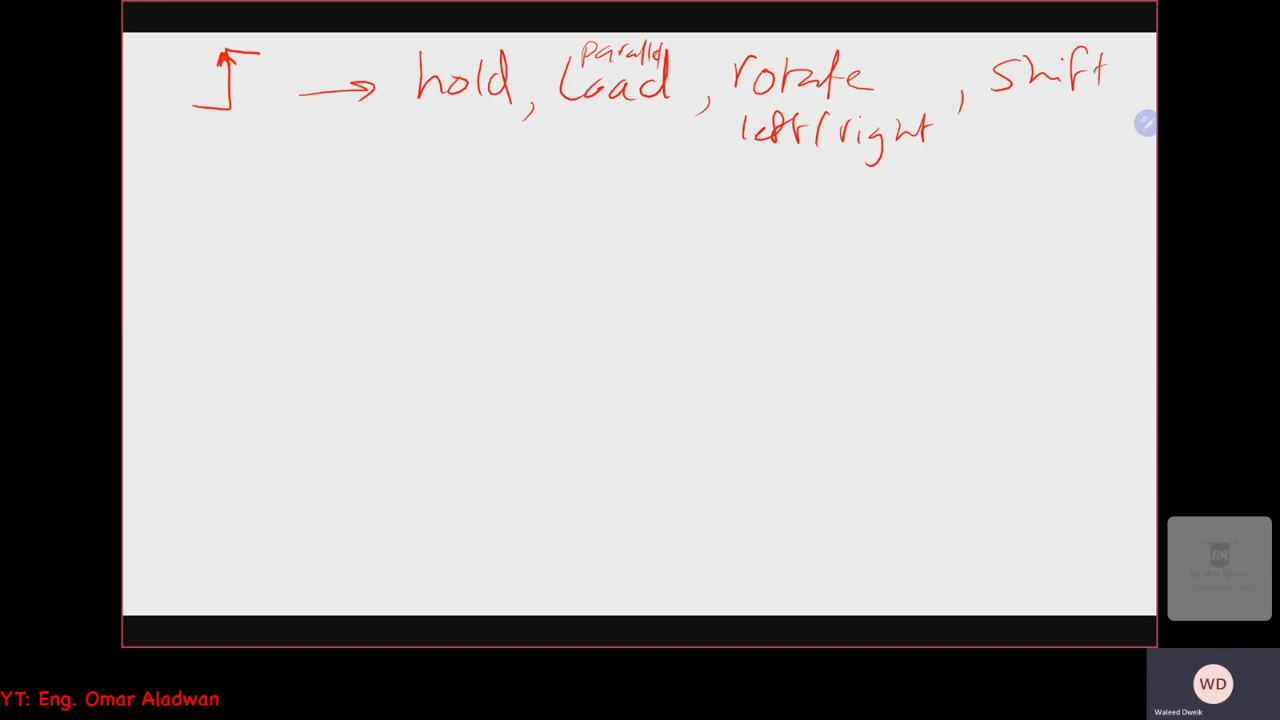 → hold, parallel Load, rotate left/right, shift
YT: Eng. Omar Aladwan
WD
Waleed Dweik